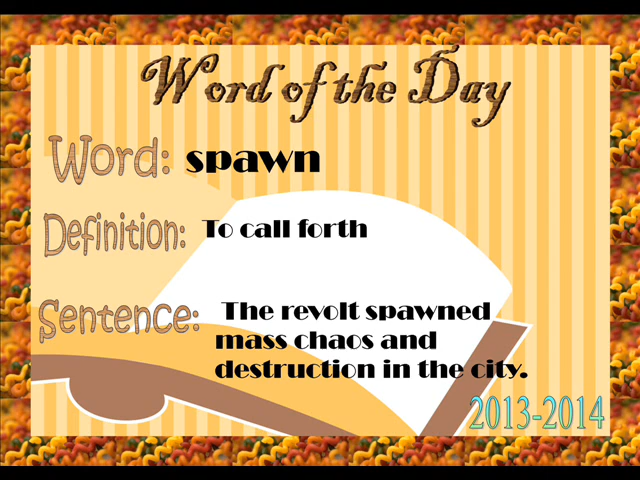 Word of the Day
Word: spawn
Definition: To call forth
Sentence: The revolt spawned
mass chaos and
destruction in the city.
2013-2014